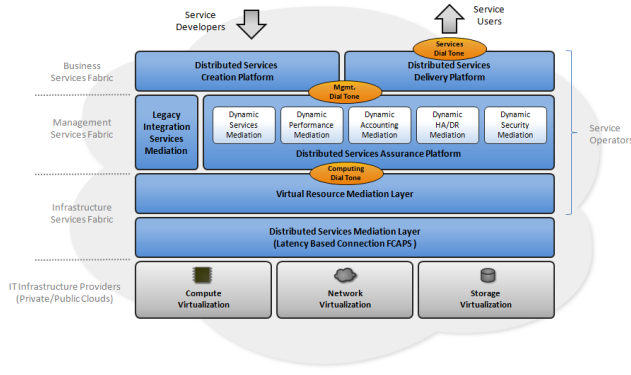 Service
Developers
Service
Users
Services
Dial Tone
Business
Services Fabric
Distributed Services
Creation Platform
Distributed Services
Delivery Platform
Mgmt.
Dial Tone
Management
Services Fabric
Legacy
Integration
Services
Mediation
Dynamic
Services
Mediation
Dynamic
Performance
Mediation
Dynamic
Accounting
Mediation
Dynamic
HA/DR
Mediation
Dynamic
Security
Mediation
Distributed Services Assurance Platform
Service
Operators
Computing
Dial Tone
Infrastructure
Services Fabric
Virtual Resource Mediation Layer
Distributed Services Mediation Layer
(Latency Based Connection FCAPS )
IT Infrastructure Providers
(Private/Public Clouds)
Compute
Virtualization
Network
Virtualization
Storage
Virtualization